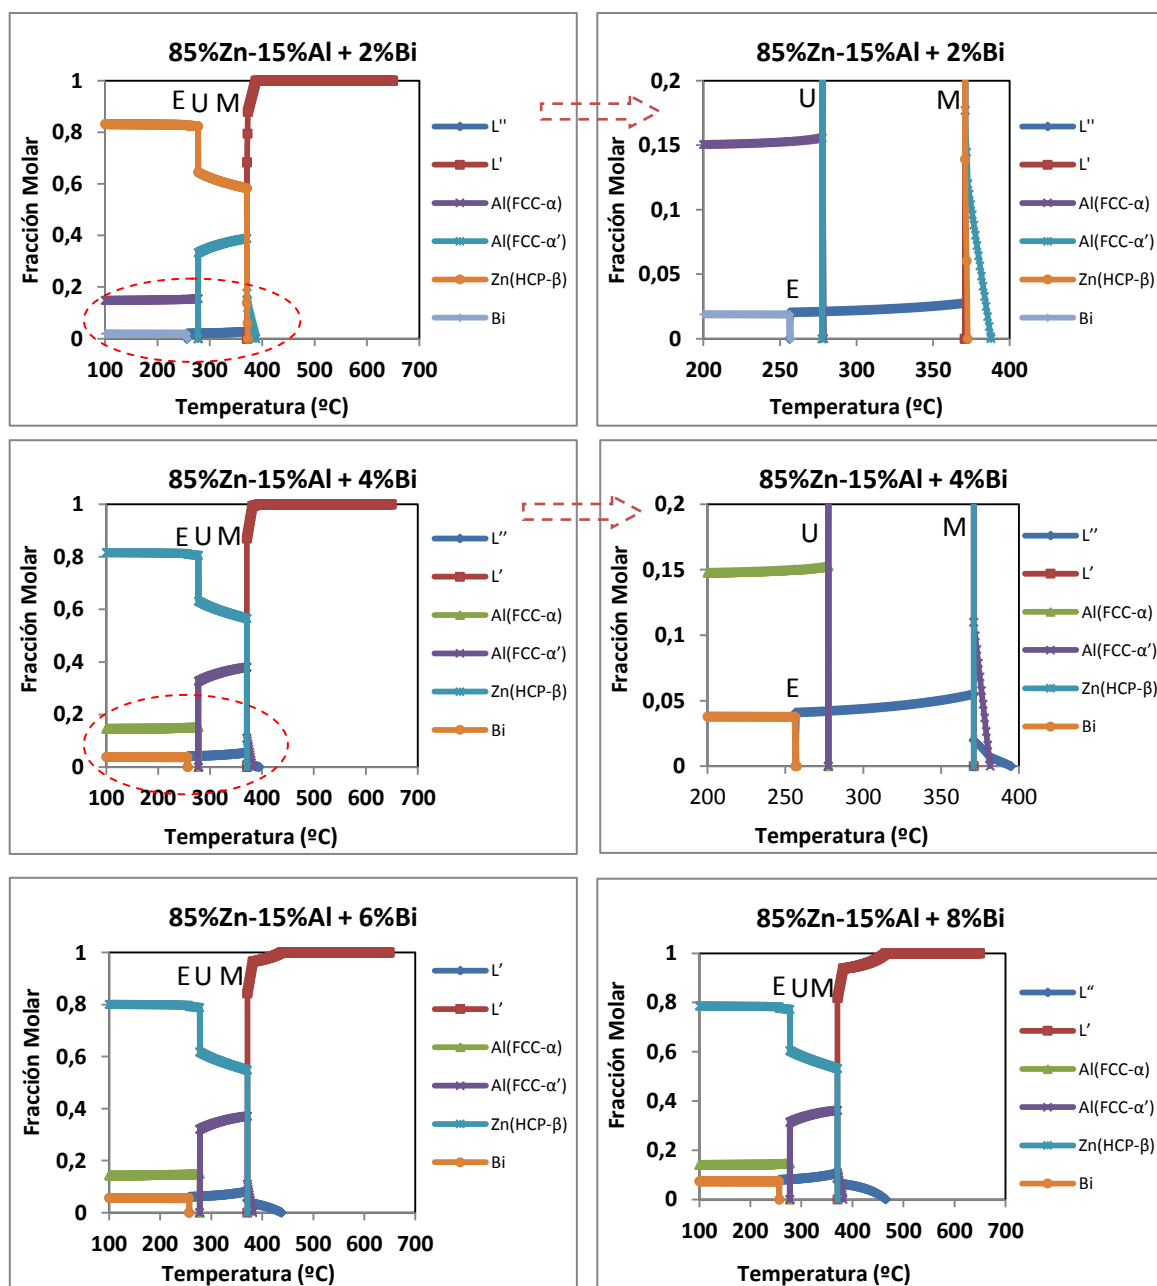 85%Zn-15%Al + 2%Bi
Fracción Molar
1
0,8
0,6
0,4
0,2
0
E U M
100 200 300 400 500 600 700
Temperatura (ºC)
L''
L'
Al(FCC-α)
Al(FCC-α’)
Zn(HCP-β)
Bi
85%Zn-15%Al + 2%Bi
Fracción Molar
0,2
0,15
0,1
0,05
0
E
U
M
200 250 300 350 400
Temperatura (ºC)
L''
L'
Al(FCC-α)
Al(FCC-α’)
Zn(HCP-β)
Bi
85%Zn-15%Al + 4%Bi
Fracción Molar
1
0,8
0,6
0,4
0,2
0
E U M
100 200 300 400 500 600 700
Temperatura (ºC)
L’’
L’
Al(FCC-α)
Al(FCC-α’)
Zn(HCP-β)
Bi
85%Zn-15%Al + 4%Bi
Fracción Molar
0,2
0,15
0,1
0,05
0
E
U
M
200 250 300 350 400
Temperatura (ºC)
L’’
L’
Al(FCC-α)
Al(FCC-α’)
Zn(HCP-β)
Bi
85%Zn-15%Al + 6%Bi
Fracción Molar
1
0,8
0,6
0,4
0,2
0
E U M
100 200 300 400 500 600 700
Temperatura (ºC)
L’
L’
Al(FCC-α)
Al(FCC-α’)
Zn(HCP-β)
Bi
85%Zn-15%Al + 8%Bi
Fracción Molar
1
0,8
0,6
0,4
0,2
0
E U M
100 200 300 400 500 600 700
Temperatura (ºC)
L“
L’
Al(FCC-α)
Al(FCC-α’)
Zn(HCP-β)
Bi